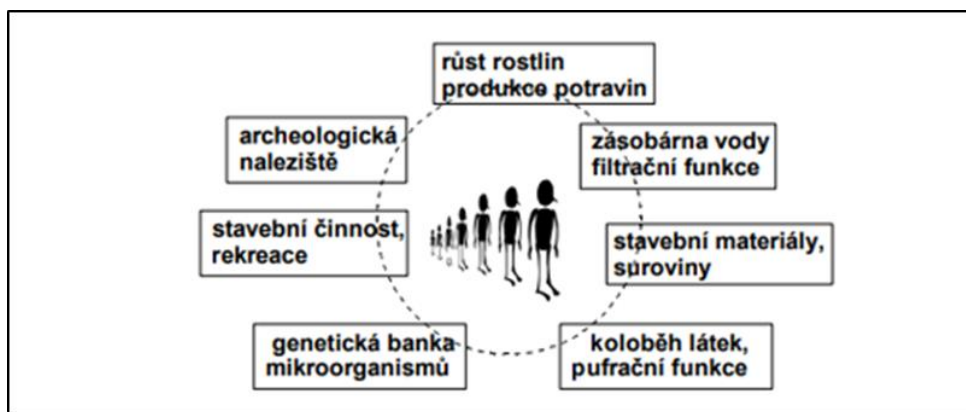 růst rostlin
produkce potravin
zásobárna vody
filtrační funkce
stavební materiály,
suroviny
koloběh látek,
pufrační funkce
genetická banka
mikroorganismů
stavební činnost,
rekreace
archeologická
naleziště